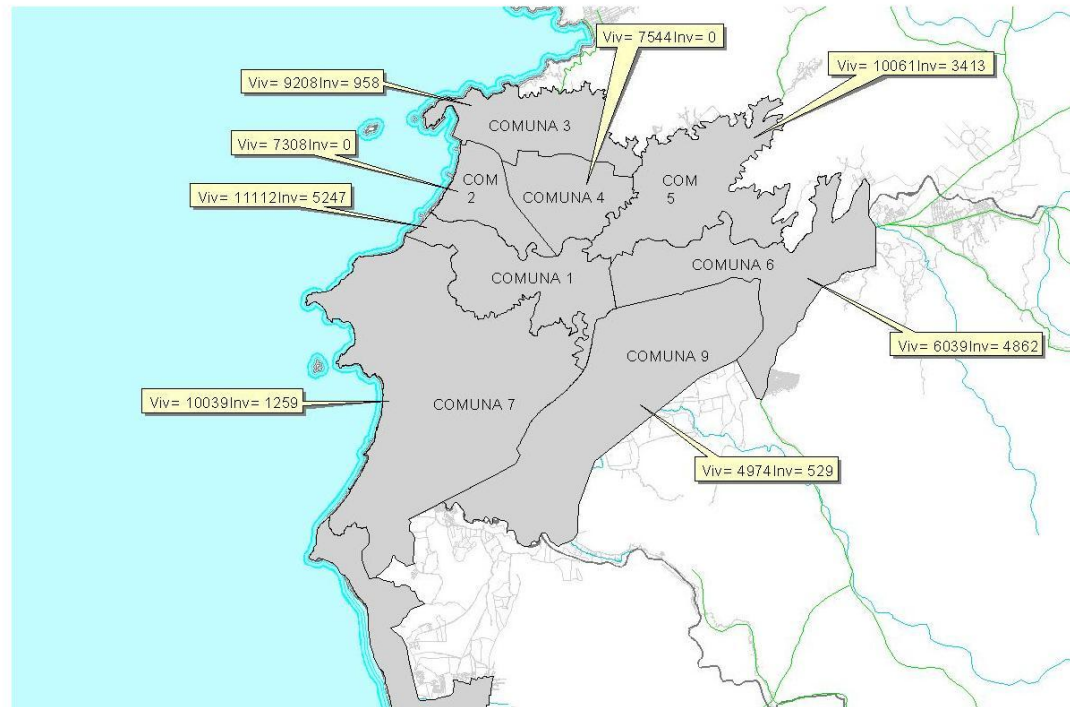 Viv= 7544Inv= 0
Viv= 10061Inv= 3413
Viv= 9208Inv= 958
COMUNA 3
Viv= 7308Inv= 0
COM
2
COMUNA 4
COM
5
Viv= 11112Inv= 5247
COMUNA 1
COMUNA 6
Viv= 6039Inv= 4862
COMUNA 9
Viv= 10039Inv= 1259
COMUNA 7
Viv= 4974Inv= 529